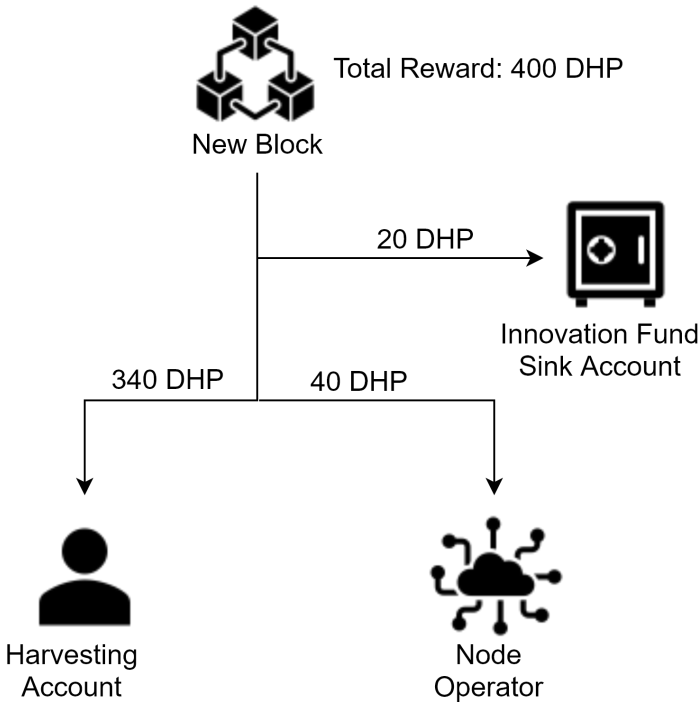 Total Reward: 400 DHP
New Block
20 DHP
Innovation Fund
Sink Account
340 DHP
40 DHP
Harvesting
Account
Node
Operator